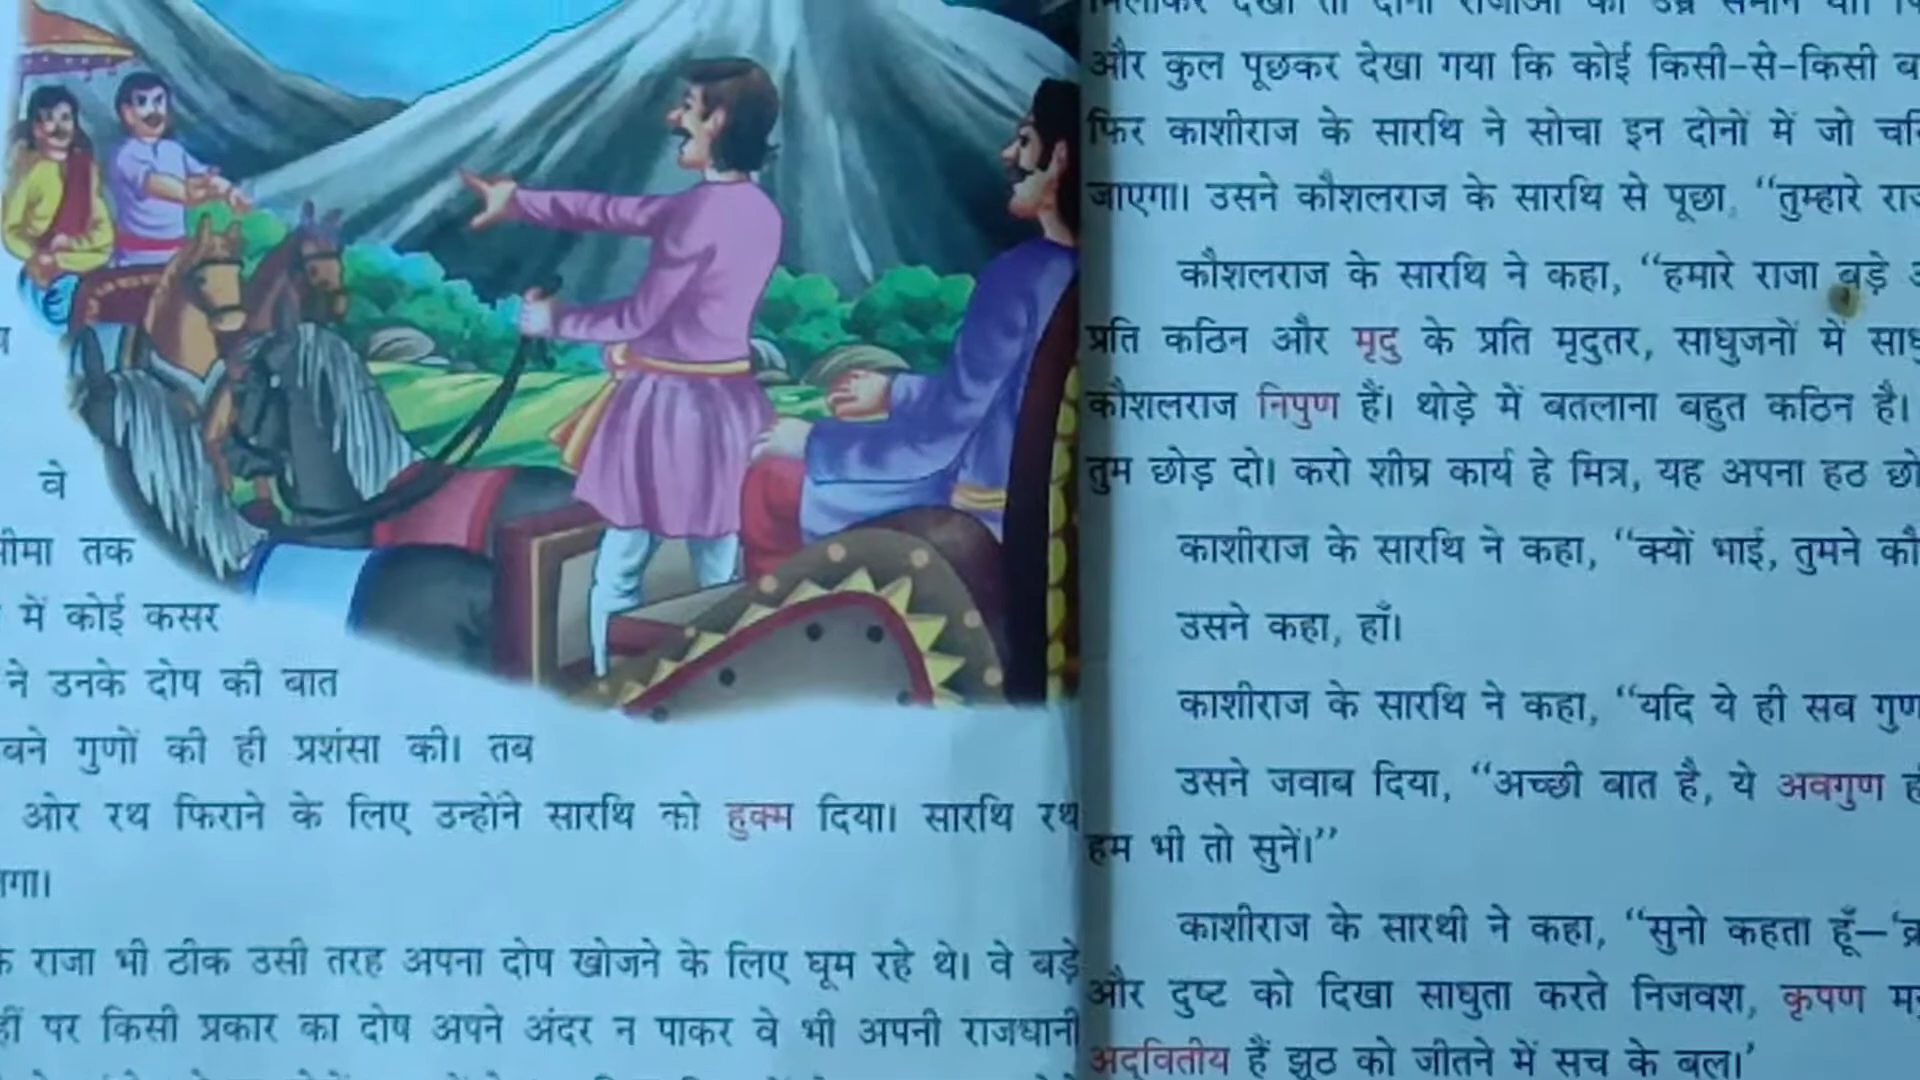 वे
सीमा तक
में कोई कसर
ने उनके दोष की बात
गुणों की ही प्रशंसा की। तब
ओर रथ फिराने के लिए उन्होंने सारथि को हुक्म दिया। सारथि रथ
राजा भी ठीक उसी तरह अपना दोष खोजने के लिए घूम रहे थे। वे बड़े
पर किसी प्रकार का दोष अपने अंदर न पाकर वे भी अपनी राजधानी
और कुल पूछकर देखा गया कि कोई किसी-से-किसी
फिर काशीराज के सारथि ने सोचा इन दोनों में जो
जाएगा। उसने कौशलराज के सारथि से पूछा, “तुम्हारे
कौशलराज के सारथि ने कहा, “हमारे राजा बड़े
प्रति कठिन और मृदु के प्रति मृदुतर, साधुजनों में
कौशलराज निपुण हैं। थोड़े में बतलाना बहुत कठिन है।
तुम छोड़ दो। करो शीघ्र कार्य हे मित्र, यह अपना हठ
काशीराज के सारथि ने कहा, “क्यों भाई, तुमने
उसने कहा, हाँ।
काशीराज के सारथि ने कहा, “यदि ये ही सब गुण
उसने जवाब दिया, “अच्छी बात है, ये अवगुण
हम भी तो सुनें।”
काशीराज के सारथी ने कहा, “सुनो कहता हूँ—
और दुष्ट को दिखा साधुता करते निजवश, कृपण
अद्वितीय हैं झूठ को जीतने में सच के बल।’